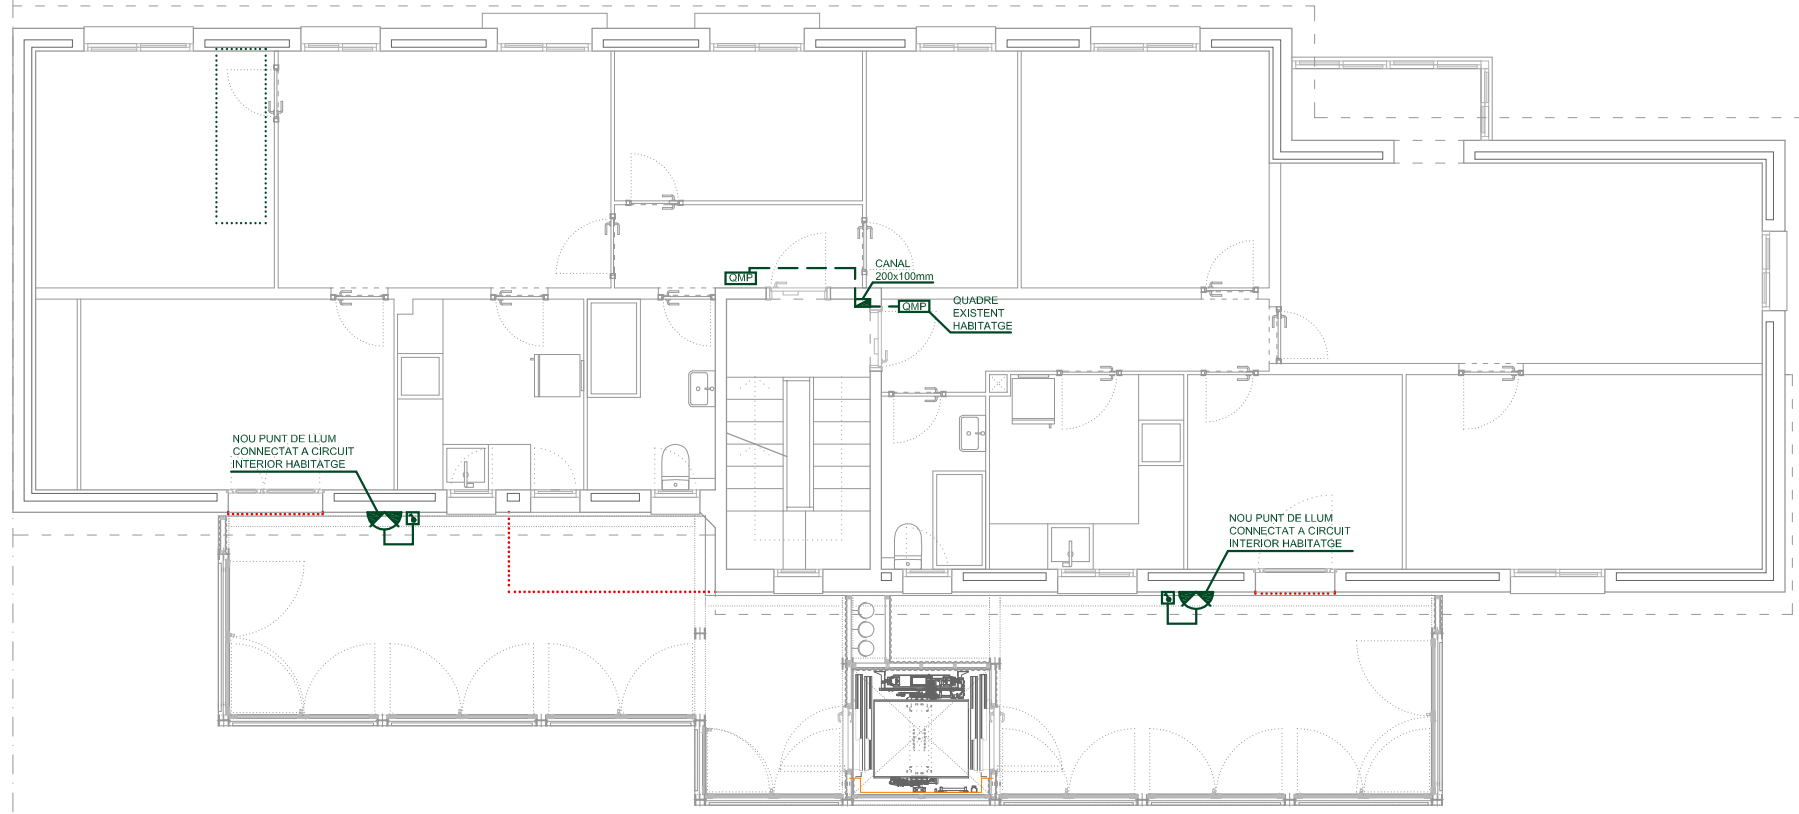 CANAL
200x100mm
QMP
QMP
QUADRE
EXISTENT
HABITATGE
NOU PUNT DE LLUM
CONNECTAT A CIRCUIT
INTERIOR HABITATGE
NOU PUNT DE LLUM
CONNECTAT A CIRCUIT
INTERIOR HABITATGE